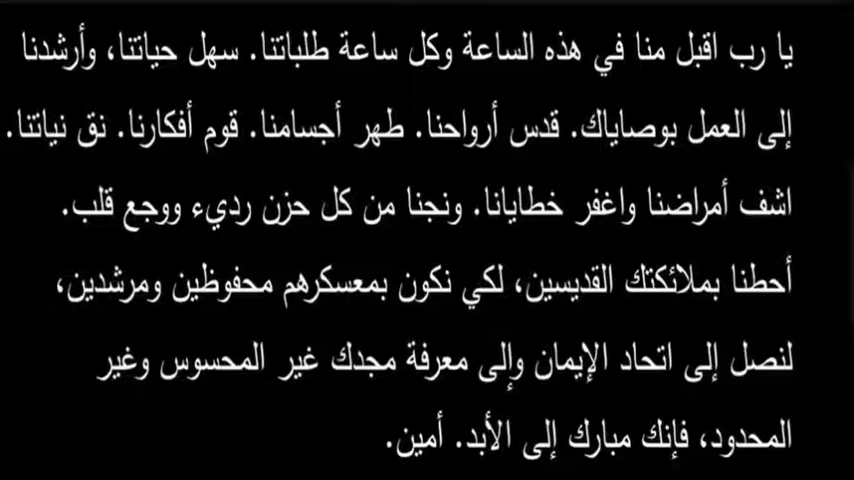 يا رب اقبل منا في هذه الساعة وكل ساعة طلباتنا. سهل حياتنا، وأرشدنا
إلى العمل بوصاياك. قدس أرواحنا. طهر أجسامنا. قوم أفكارنا. نق نياتنا.
اشف أمراضنا واغفر خطايانا. ونجنا من كل حزن رديء ووجع قلب.
أحطنا بملائكتك القديسين، لكي نكون بمعسكرهم محفوظين ومرشدين،
لنصل إلى اتحاد الإيمان وإلى معرفة مجدك غير المحسوس وغير
المحدود، فإنك مبارك إلى الأبد. أمين.